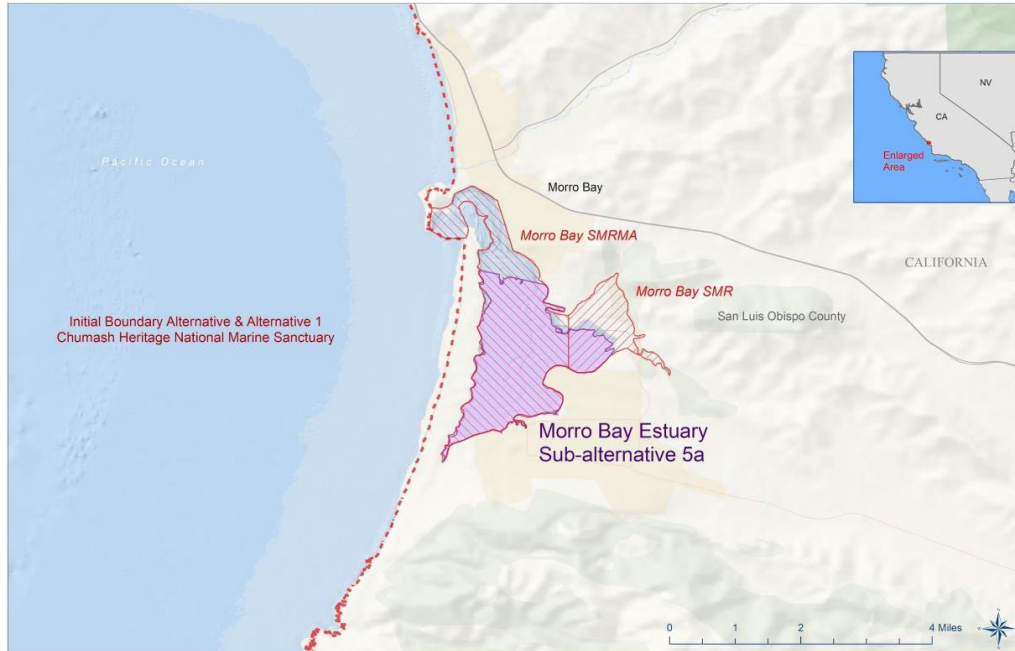 Pacific Ocean
Morro Bay
Morro Bay SMRMA
Morro Bay SMR
San Luis Obispo County
CALIFORNIA
Initial Boundary Alternative & Alternative 1
Chumash Heritage National Marine Sanctuary
Morro Bay Estuary
Sub-alternative 5a
NV
CA
Enlarged
Area
0 1 2 4 Miles